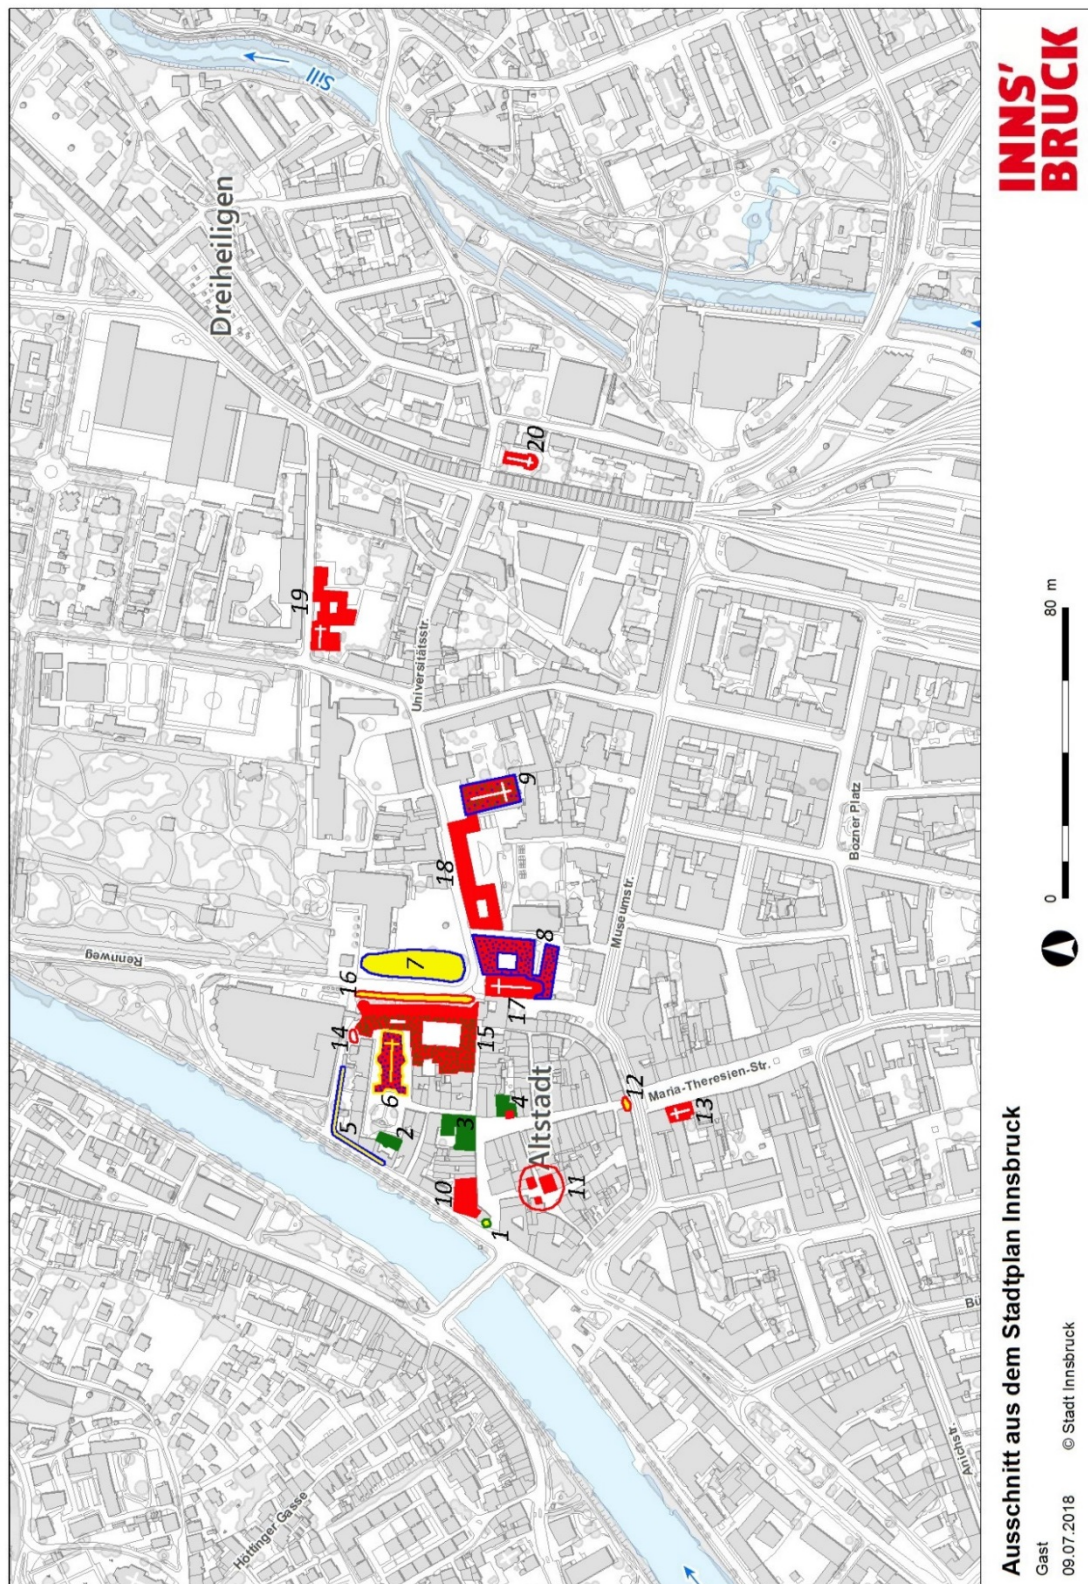 Sill
Dreiheiligen
Rennweg
Universitätsstr.
Museumstr.
Bozner Platz
Maria-Theresien-Str.
Altstadt
Höttinger Gasse
Anichstr.
Bü
1
2
3
4
5
6
7
8
9
10
11
12
13
14
15
16
17
18
19
20
Ausschnitt aus dem Stadtplan Innsbruck
Gast
09.07.2018 © Stadt Innsbruck
0 80 m
INNS'
BRUCK